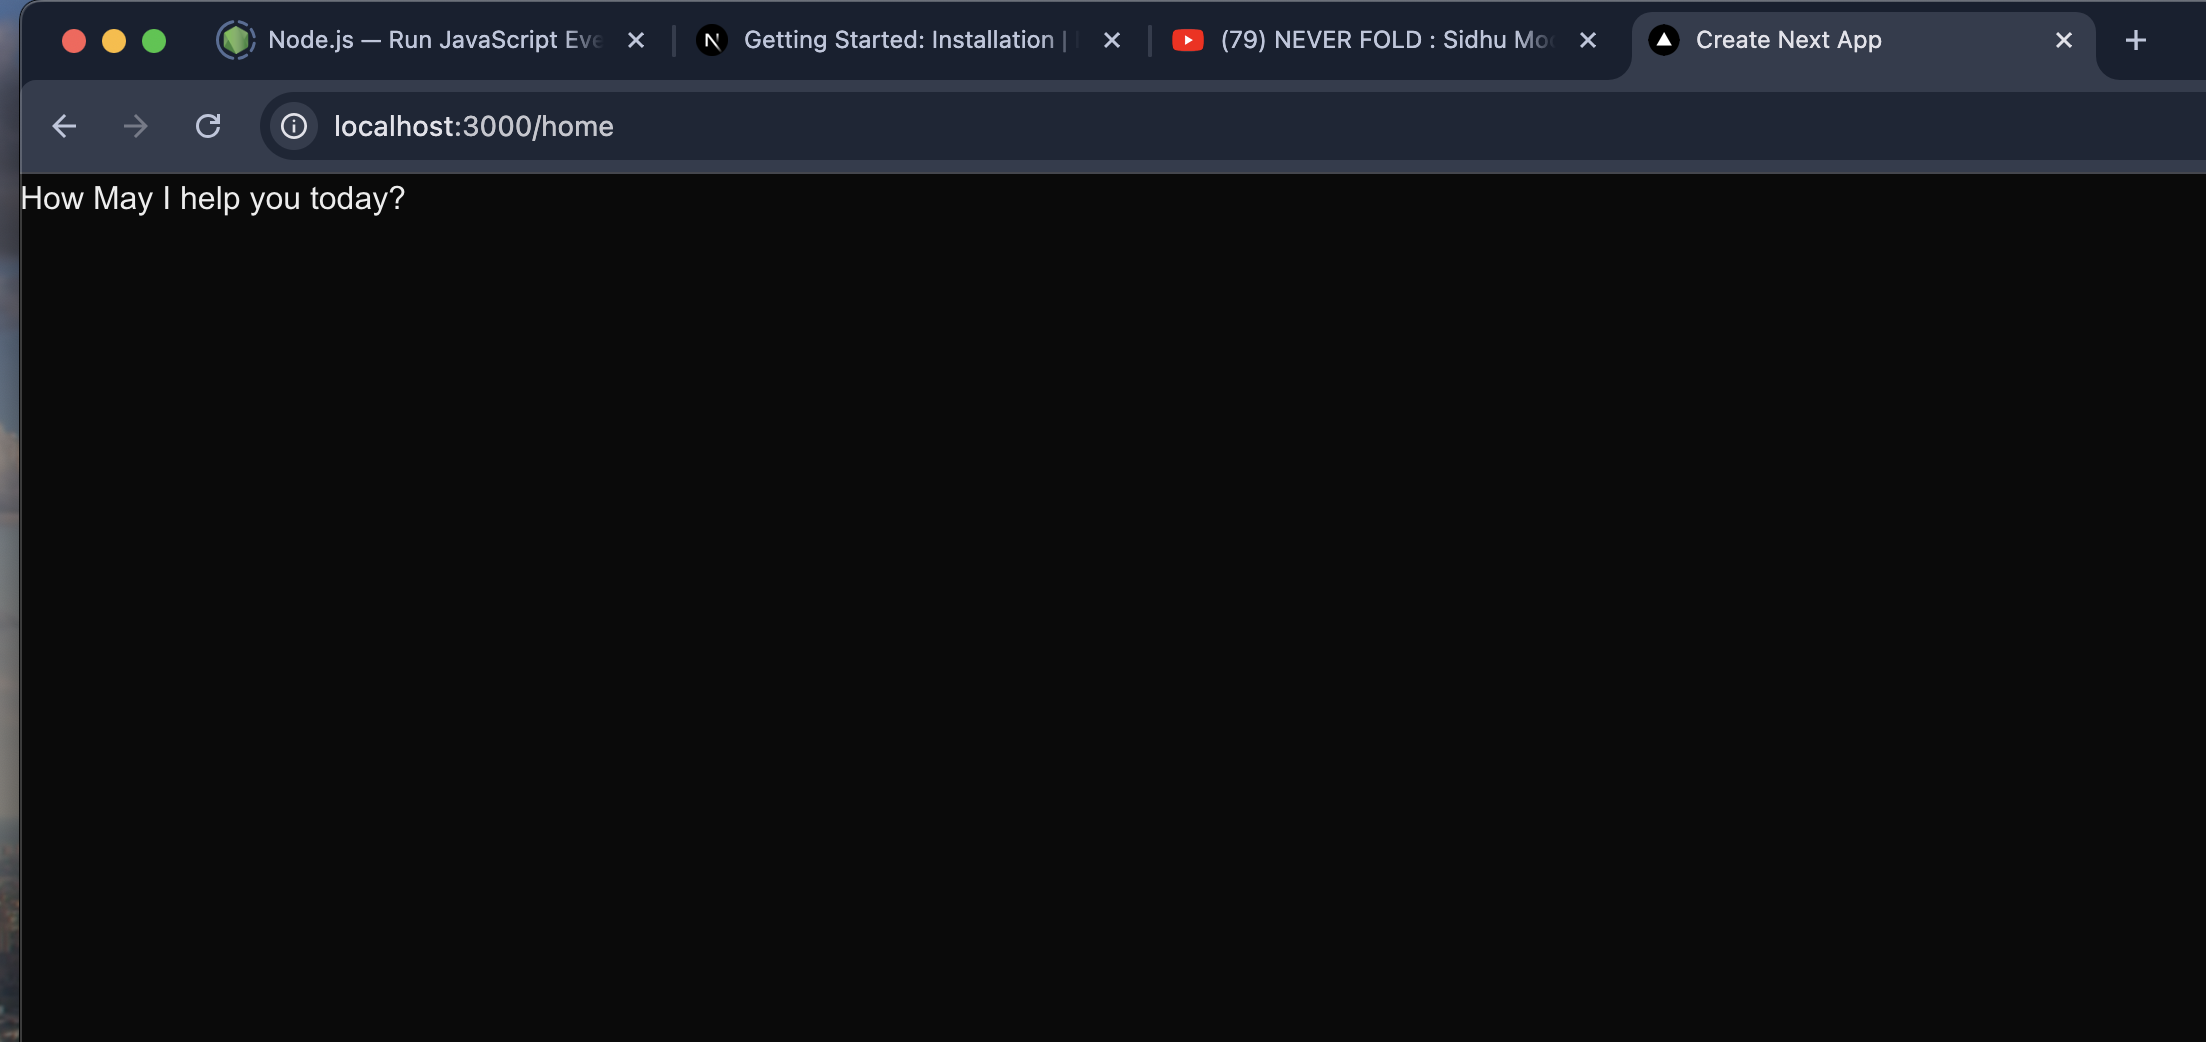 Node.js — Run JavaScript Eve
Getting Started: Installation |
(79) NEVER FOLD : Sidhu Moo
Create Next App
localhost:3000/home
How May I help you today?